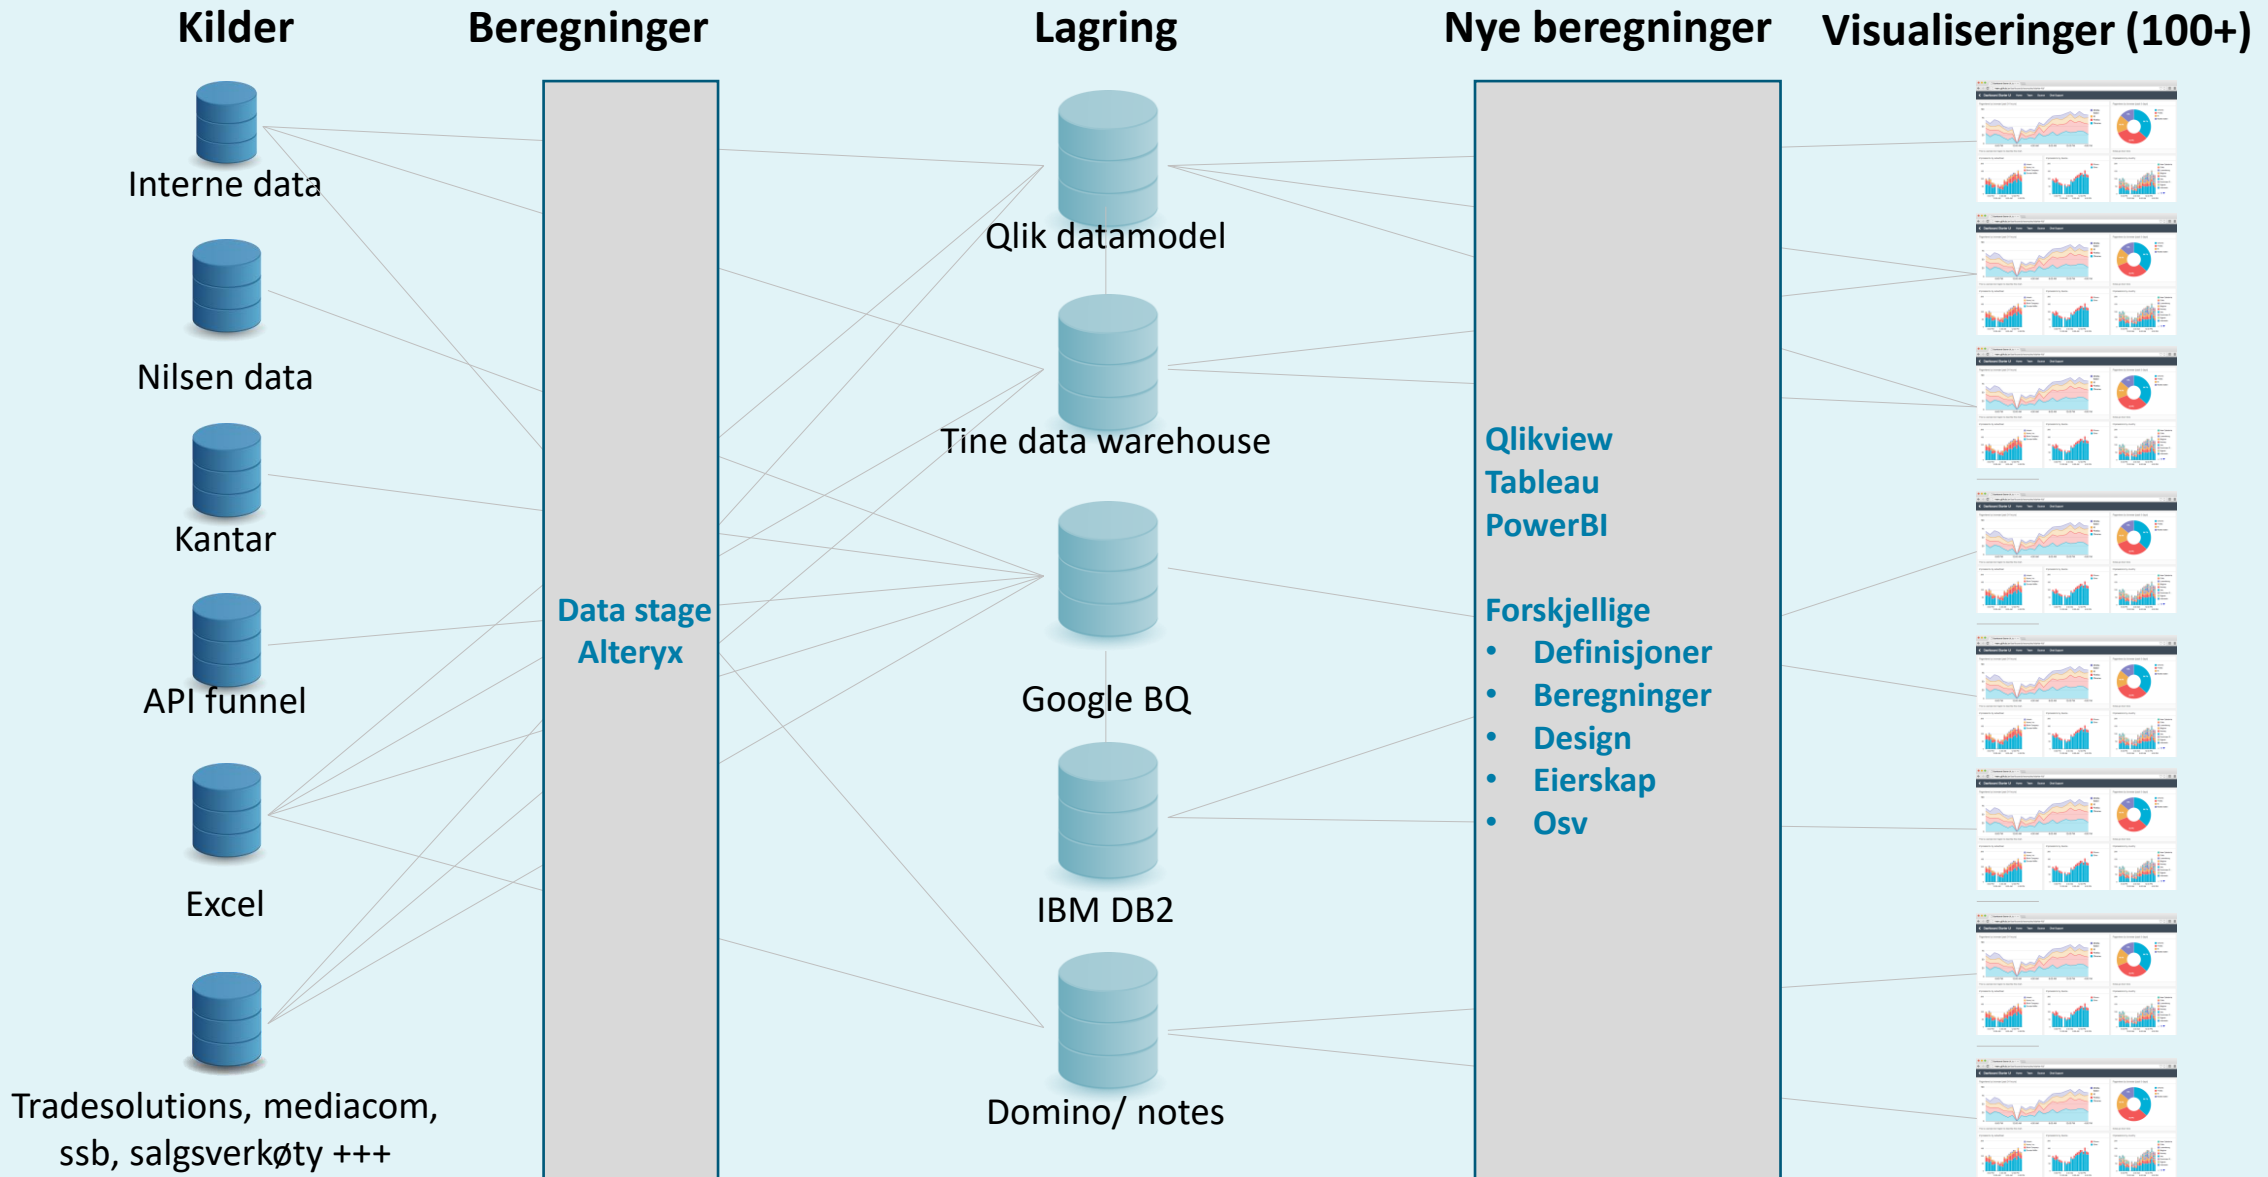 Kilder
Beregninger
Lagring
Nye beregninger
Visualiseringer (100+)
Interne data
Nilsen data
Kantar
API funnel
Excel
Tradesolutions, mediacom,
ssb, salgsverkøty +++
Data stage
Alteryx
Qlik datamodel
Tine data warehouse
Google BQ
IBM DB2
Domino/ notes
Qlikview
Tableau
PowerBI
Forskjellige
• Definisjoner
• Beregninger
• Design
• Eierskap
• Osv